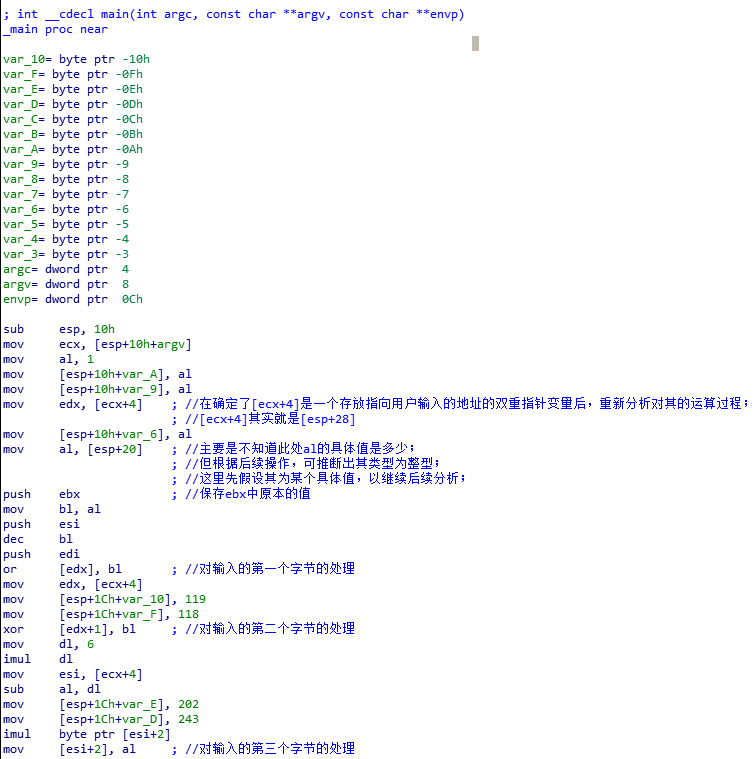 ; int __cdecl main(int argc, const char **argv, const char **envp)
_main proc near
var_10= byte ptr -10h
var_F= byte ptr -0Fh
var_E= byte ptr -0Eh
var_D= byte ptr -0Dh
var_C= byte ptr -0Ch
var_B= byte ptr -0Bh
var_A= byte ptr -0Ah
var_9= byte ptr -9
var_8= byte ptr -8
var_7= byte ptr -7
var_6= byte ptr -6
var_5= byte ptr -5
var_4= byte ptr -4
var_3= byte ptr -3
argc= dword ptr  4
argv= dword ptr  8
envp= dword ptr  0Ch
sub     esp, 10h
mov     ecx, [esp+10h+argv]
mov     al, 1
mov     [esp+10h+var_A], al
mov     [esp+10h+var_9], al
mov     edx, [ecx+4]    ; //在确定了[ecx+4]是一个存放指向用户输入的地址的双重指针变量后，重新分析对其的运算过程；
; //[ecx+4]其实就是[esp+28]
mov     [esp+10h+var_6], al
mov     al, [esp+20]    ; //主要是不知道此处al的具体值是多少；
; //但根据后续操作，可推断出其类型为整型；
; //这里先假设其为某个具体值，以继续后续分析；
push    ebx             ; //保存ebx中原本的值
mov     bl, al
push    esi
dec     bl
push    edi
or      [edx], bl       ; //对输入的第一个字节的处理
mov     edx, [ecx+4]
mov     [esp+1Ch+var_10], 119
mov     [esp+1Ch+var_F], 118
xor     [edx+1], bl     ; //对输入的第二个字节的处理
mov     dl, 6
imul    dl
mov     esi, [ecx+4]
sub     al, dl
mov     [esp+1Ch+var_E], 202
mov     [esp+1Ch+var_D], 243
imul    byte ptr [esi+2]
mov     [esi+2], al     ; //对输入的第三个字节的处理